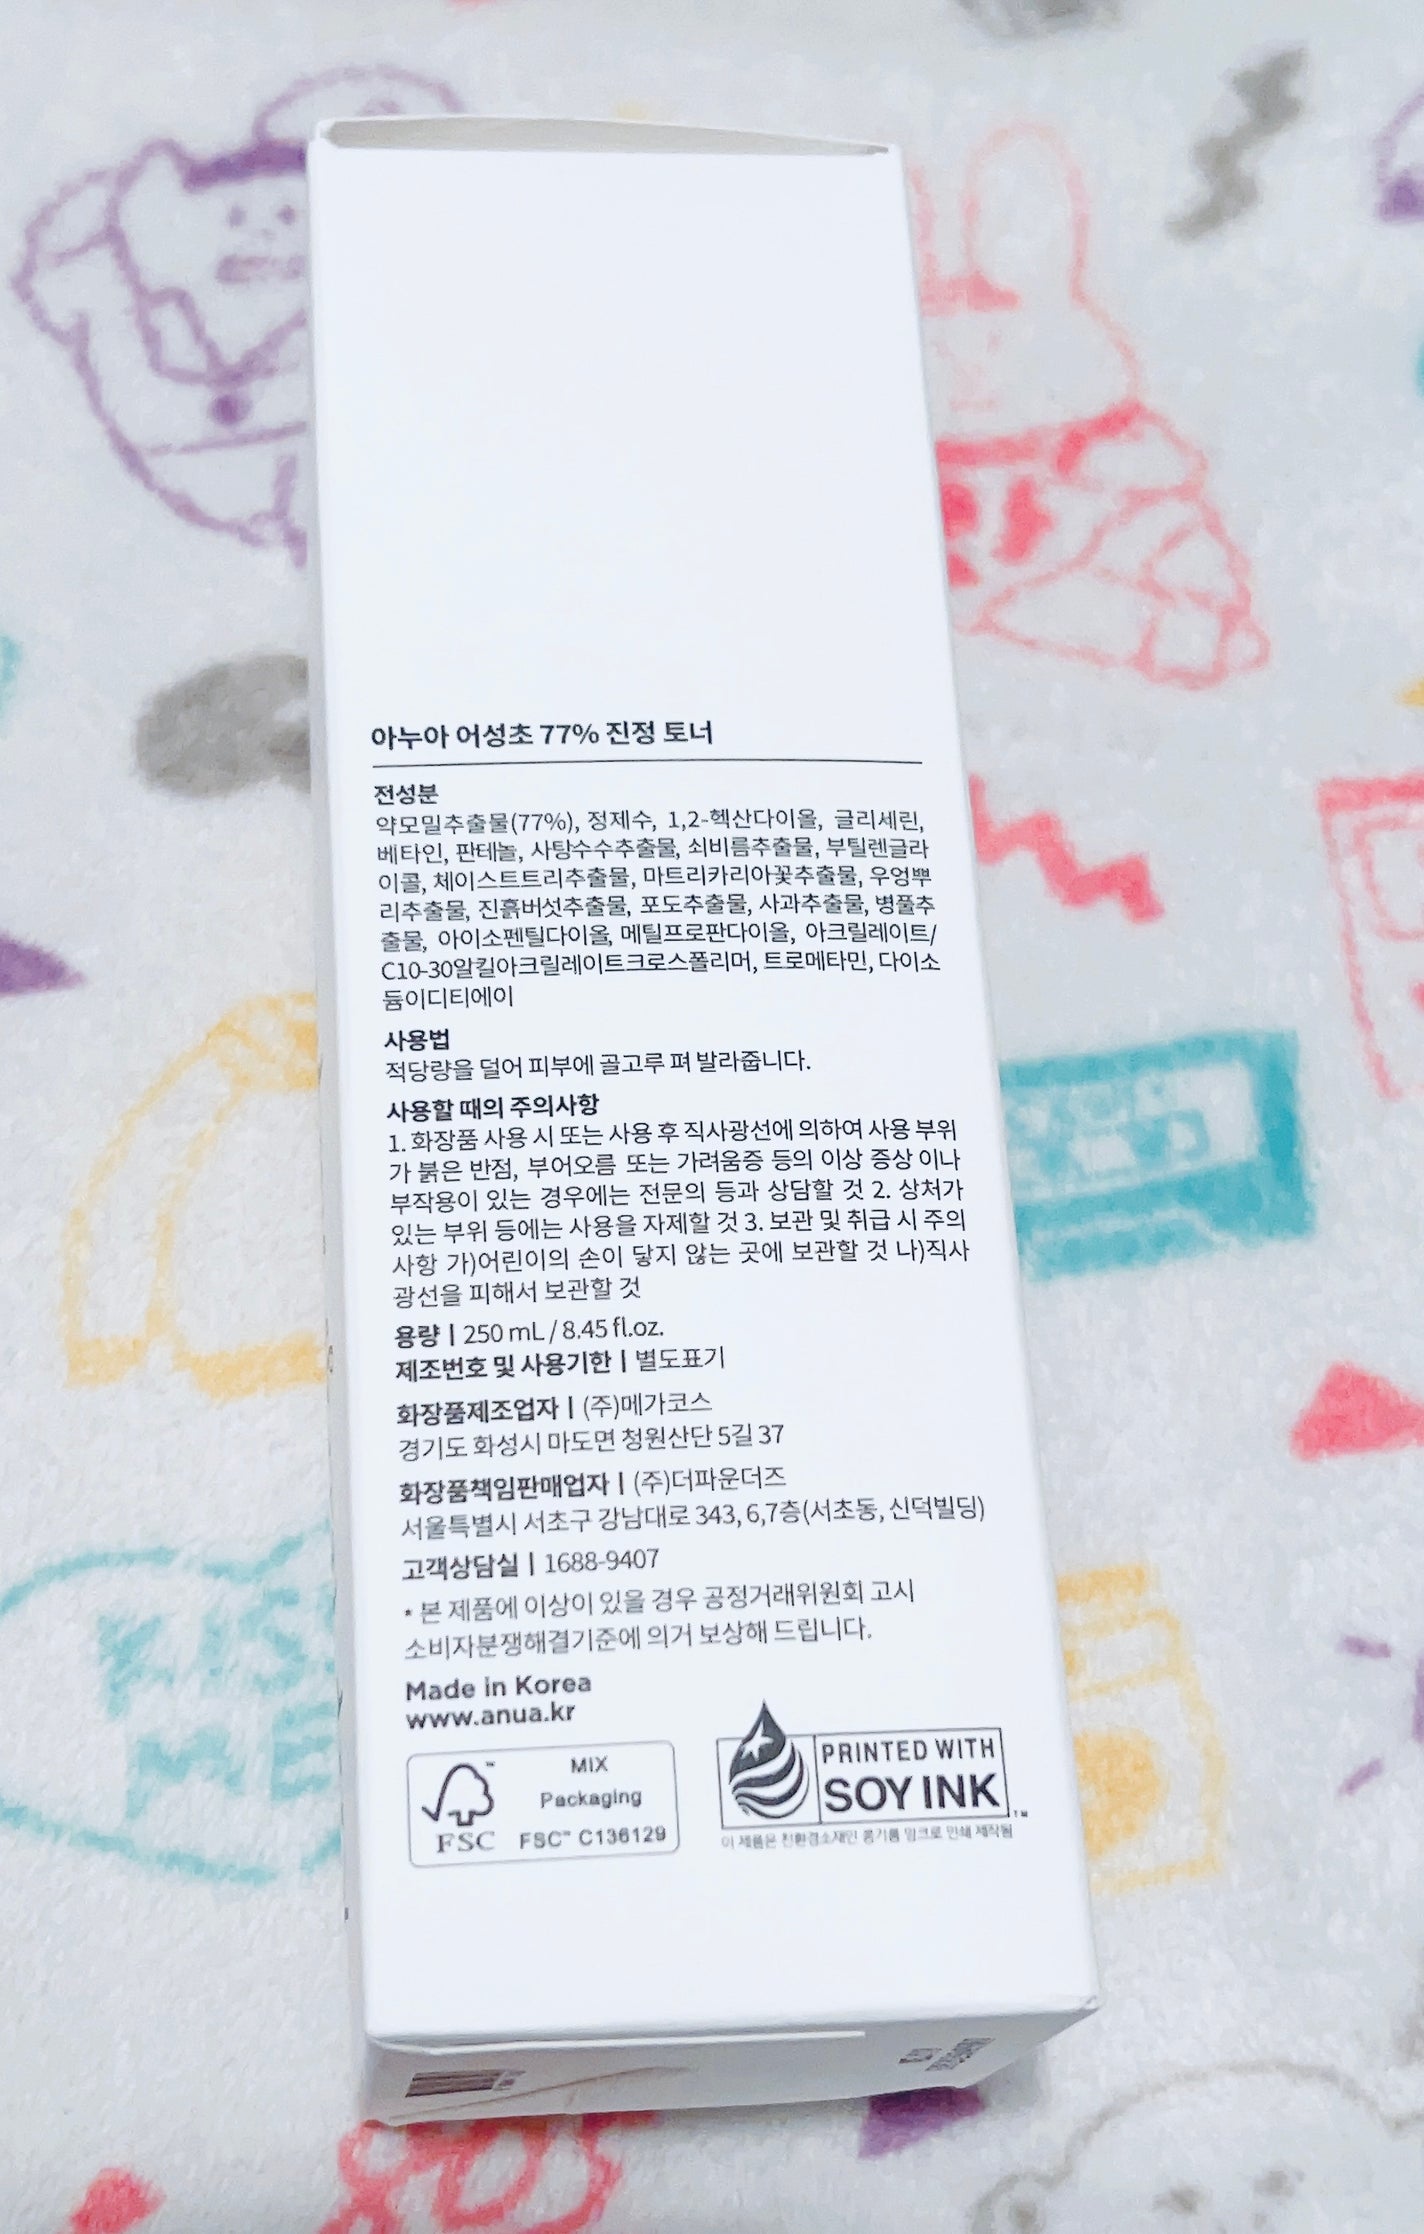 아누아 어성초 77% 진정 토너
전성분
약모밀추출물(77%), 정제수, 1,2-헥산다이올, 글리세린,
베타인, 판테놀, 사탕수수추출물, 쇠비름추출물, 부틸렌글라
이콜, 체이스트트리추출물, 마트리카리아꽃추출물, 우엉뿌
리추출물, 진흙버섯추출물, 포도추출물, 사과추출물, 병풀추
출물, 아이소펜틸다이올, 메틸프로판다이올, 아크릴레이트/
C10-30알킬아크릴레이트크로스폴리머, 트로메타민, 다이소
듐이디티에이
사용법
적당량을 덜어 피부에 골고루 펴 발라줍니다.
사용할 때의 주의사항
1. 화장품 사용 시 또는 사용 후 직사광선에 의하여 사용 부위
가 붉은 반점, 부어오름 또는 가려움증 등의 이상 증상 이나
부작용이 있는 경우에는 전문의 등과 상담할 것 2. 상처가
있는 부위 등에는 사용을 자제할 것 3. 보관 및 취급 시 주의
사항 가)어린이의 손이 닿지 않는 곳에 보관할 것 나)직사
광선을 피해서 보관할 것
용량 | 250 mL / 8.45 fl.oz.
제조번호 및 사용기한 | 별도표기
화장품제조업자 | (주)메가코스
경기도 화성시 마도면 청원산단 5길 37
화장품책임판매업자 | (주)더파운더즈
서울특별시 서초구 강남대로 343, 6,7층(서초동, 신덕빌딩)
고객상담실 | 1688-9407
* 본 제품에 이상이 있을 경우 공정거래위원회 고시
소비자분쟁해결기준에 의거 보상해 드립니다.
Made in Korea
www.anua.kr
FSC™
MIX
Packaging
FSC™ C136129
PRINTED WITH
SOY INK™
이 제품은 친환경소재인 콩기름 잉크로 인쇄 제작됨